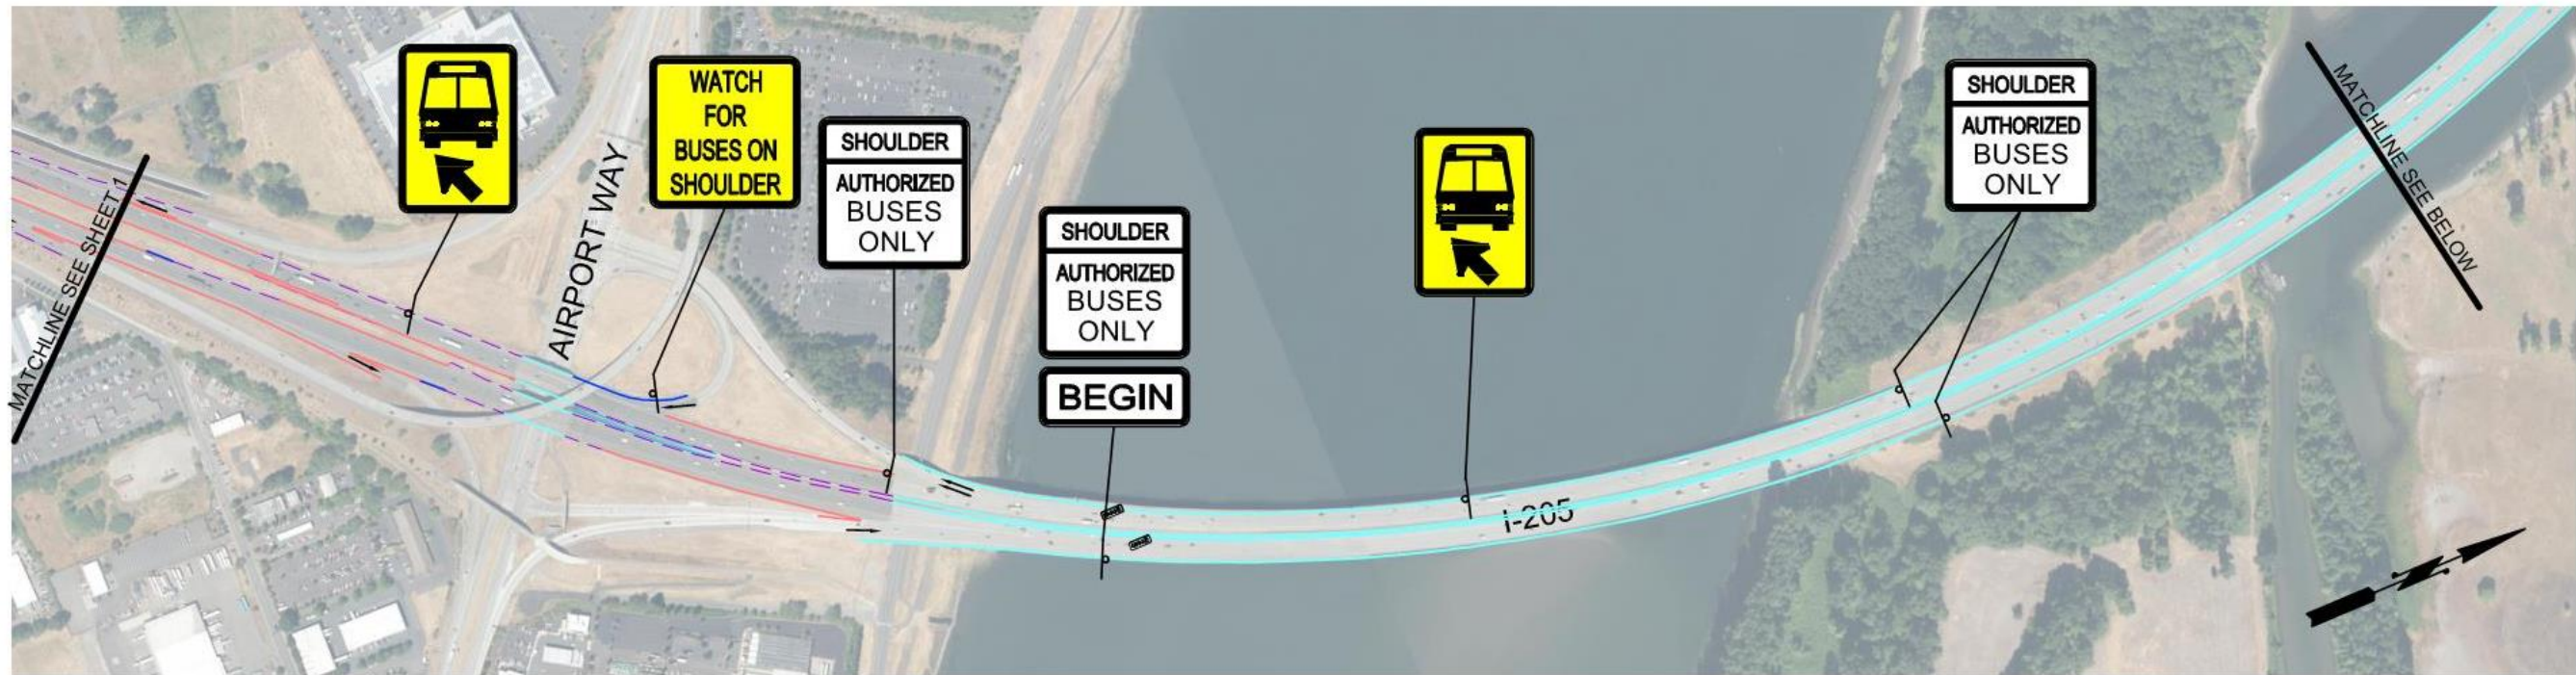 MATCHLINE SEE SHEET 1
AIRPORT WAY
WATCH
FOR
BUSES ON
SHOULDER
SHOULDER
AUTHORIZED
BUSES
ONLY
SHOULDER
AUTHORIZED
BUSES
ONLY
BEGIN
I-205
SHOULDER
AUTHORIZED
BUSES
ONLY
MATCHLINE SEE BELOW